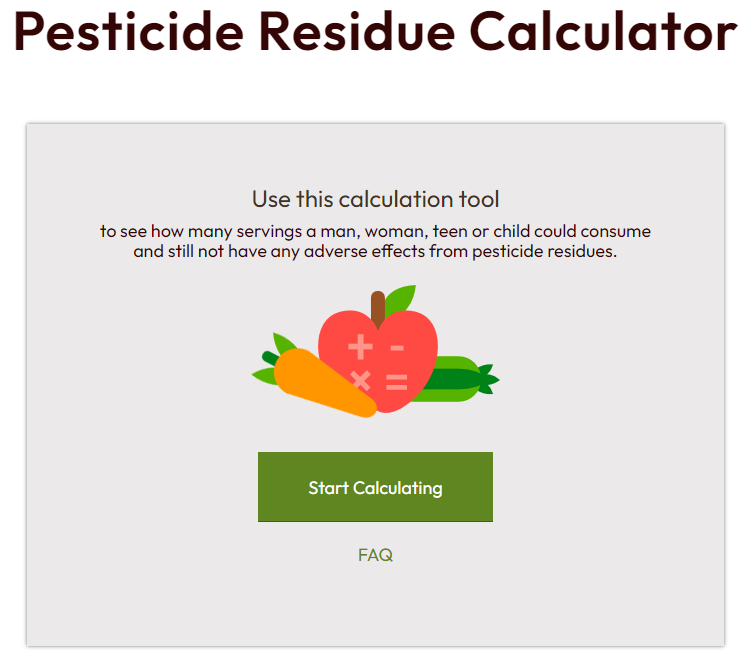 Pesticide Residue Calculator
Use this calculation tool
to see how many servings a man, woman, teen or child could consume
and still not have any adverse effects from pesticide residues.
+ -
× =
Start Calculating
FAQ